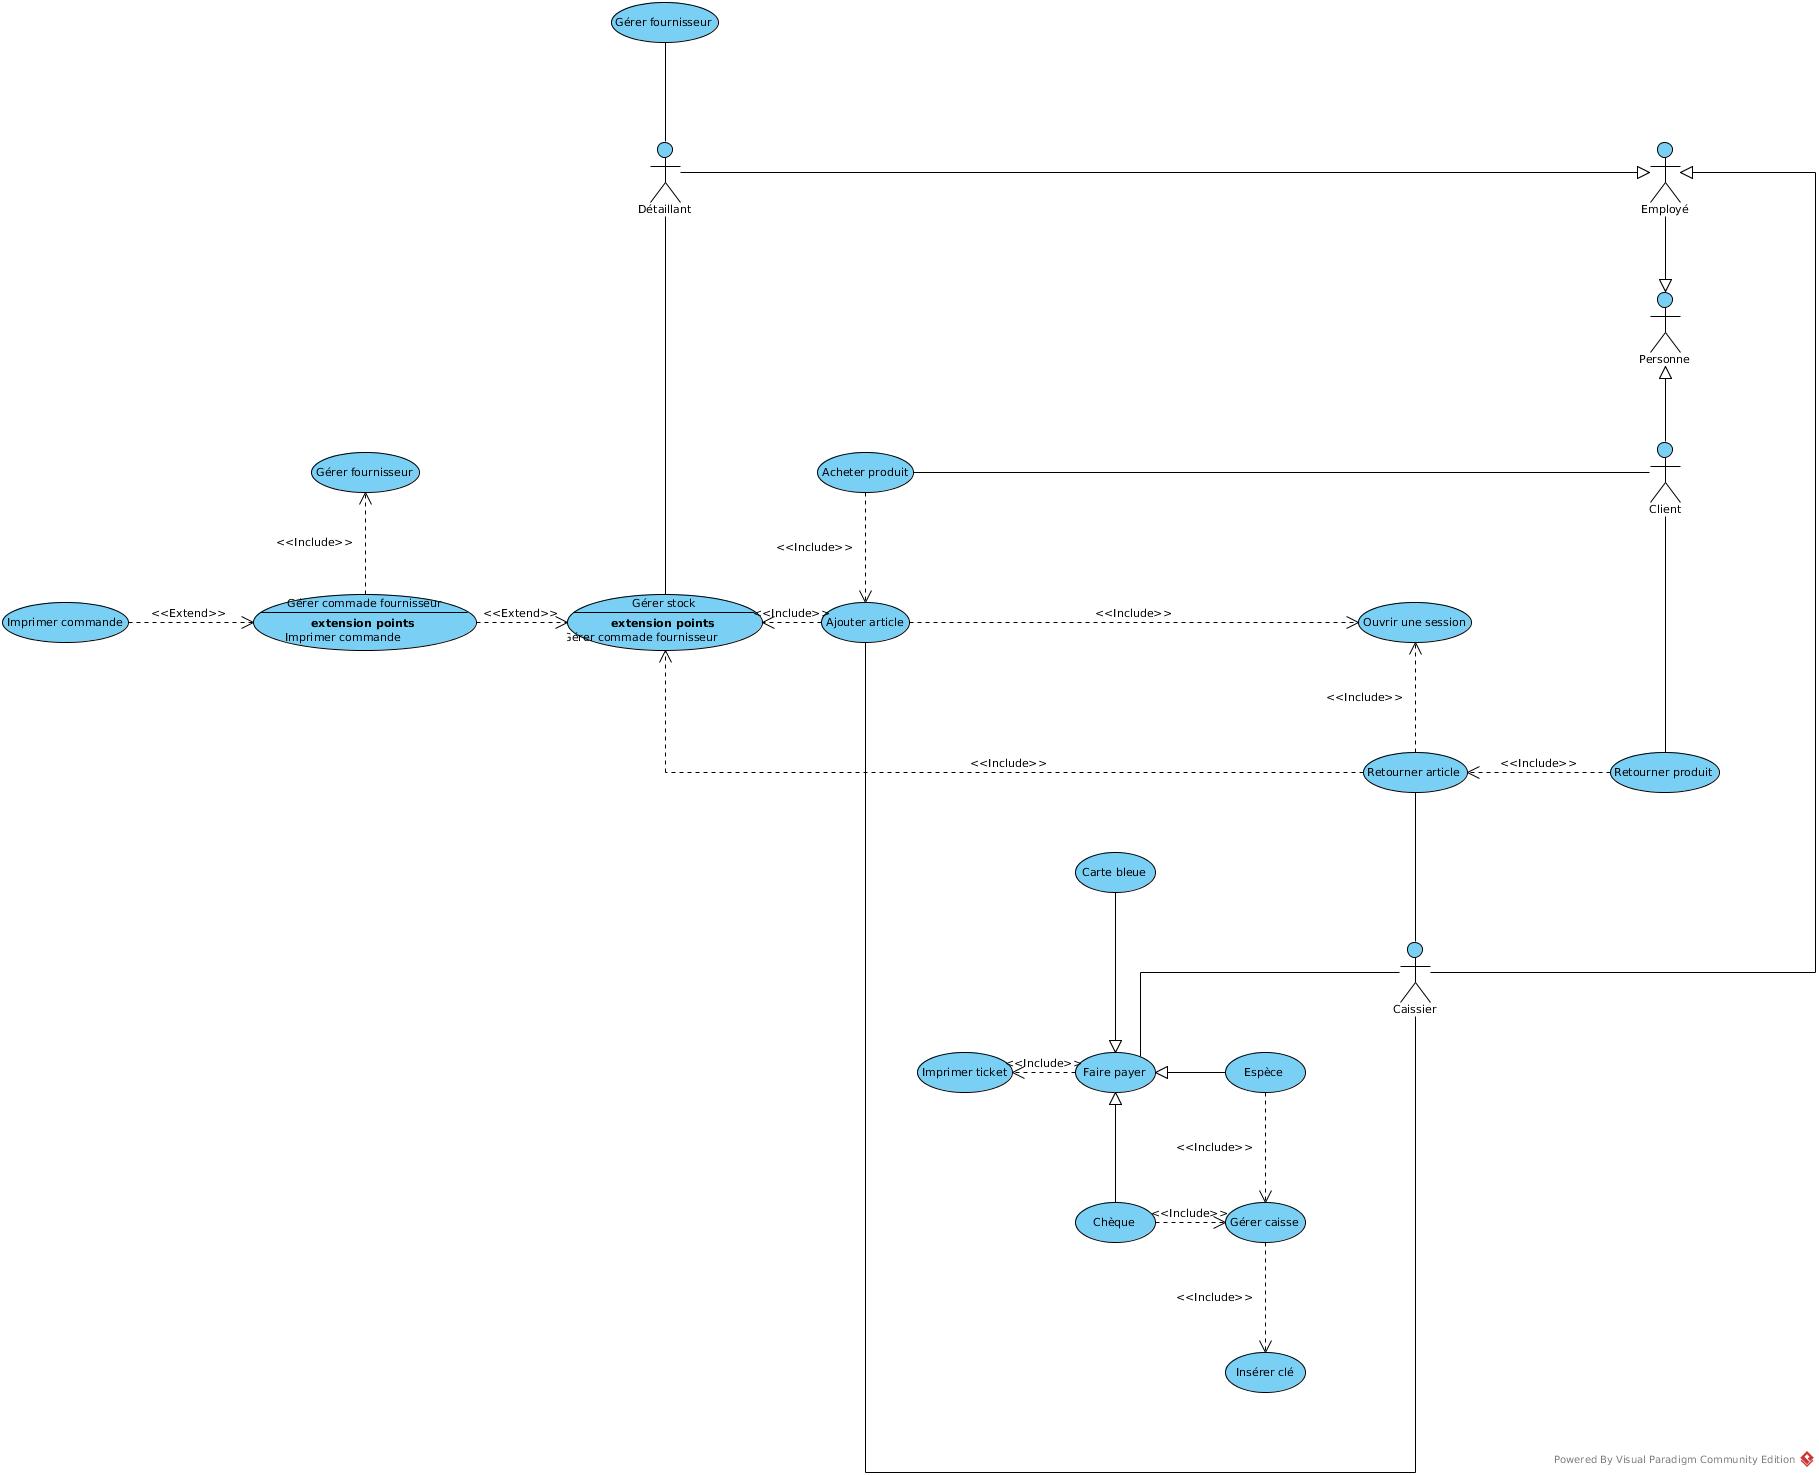 Gérer fournisseur
Détaillant
Employé
Personne
Gérer fournisseur
Acheter produit
Client
<<Include>>
<<Include>>
Imprimer commande
<<Extend>>
Gérer commade fournisseur
extension points
Imprimer commande
<<Extend>>
Gérer stock
extension points
Gérer commade fournisseur
<<Include>>
Ajouter article
<<Include>>
Ouvrir une session
<<Include>>
<<Include>>
Retourner article
<<Include>>
Retourner produit
Carte bleue
Caissier
Imprimer ticket
<<Include>>
Faire payer
Espèce
<<Include>>
Chèque
<<Include>>
Gérer caisse
<<Include>>
Insérer clé
Powered By Visual Paradigm Community Edition